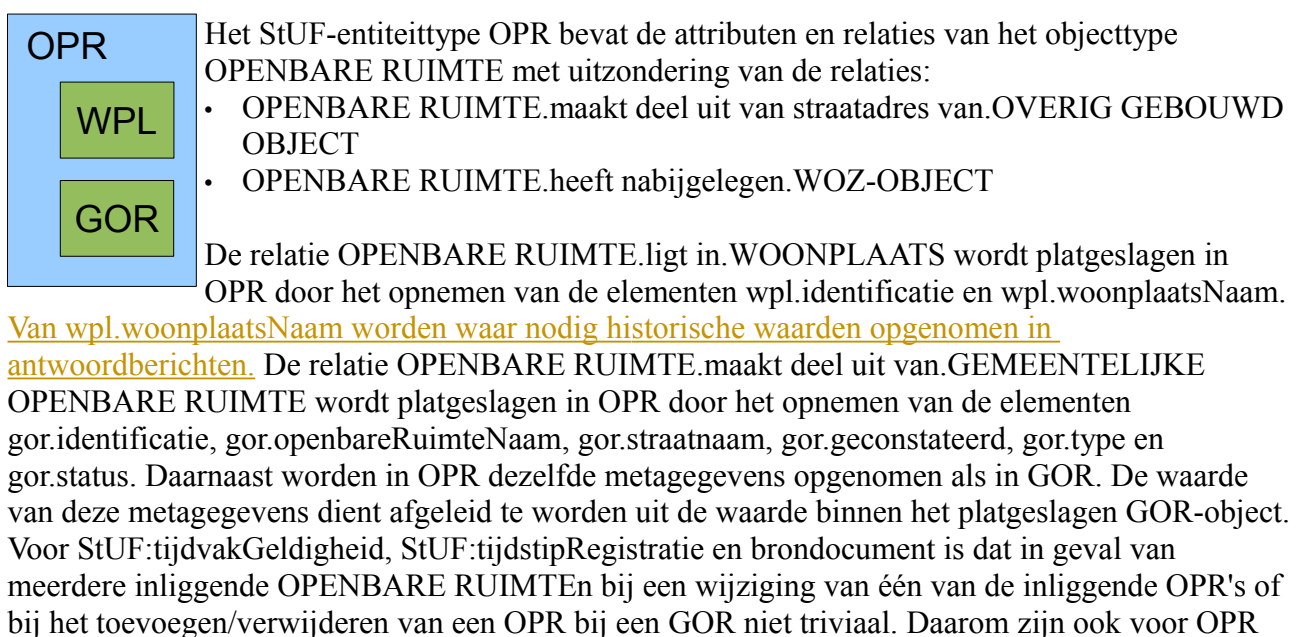 OPR
WPL
GOR
Het StUF-entiteittype OPR bevat de attributen en relaties van het objecttype
OPENBARE RUIMTE met uitzondering van de relaties:
• OPENBARE RUIMTE.maakt deel uit van straatadres van.OVERIG GEBOUWD
OBJECT
• OPENBARE RUIMTE.heeft nabijgelegen.WOZ-OBJECT
De relatie OPENBARE RUIMTE.ligt in.WOONPLAATS wordt platgeslagen in
OPR door het opnemen van de elementen wpl.identificatie en wpl.woonplaatsNaam.
Van wpl.woonplaatsNaam worden waar nodig historische waarden opgenomen in
antwoordberichten. De relatie OPENBARE RUIMTE.maakt deel uit van.GEMEENTELIJKE
OPENBARE RUIMTE wordt platgeslagen in OPR door het opnemen van de elementen
gor.identificatie, gor.openbareRuimteNaam, gor.straatnaam, gor.geconstateerd, gor.type en
gor.status. Daarnaast worden in OPR dezelfde metagegevens opgenomen als in GOR. De waarde
van deze metagegevens dient afgeleid te worden uit de waarde binnen het platgeslagen GOR-object.
Voor StUF:tijdvakGeldigheid, StUF:tijdstipRegistratie en brondocument is dat in geval van
meerdere inliggende OPENBARE RUIMTEn bij een wijziging van één van de inliggende OPR's of
bij het toevoegen/verwijderen van een OPR bij een GOR niet triviaal. Daarom zijn ook voor OPR